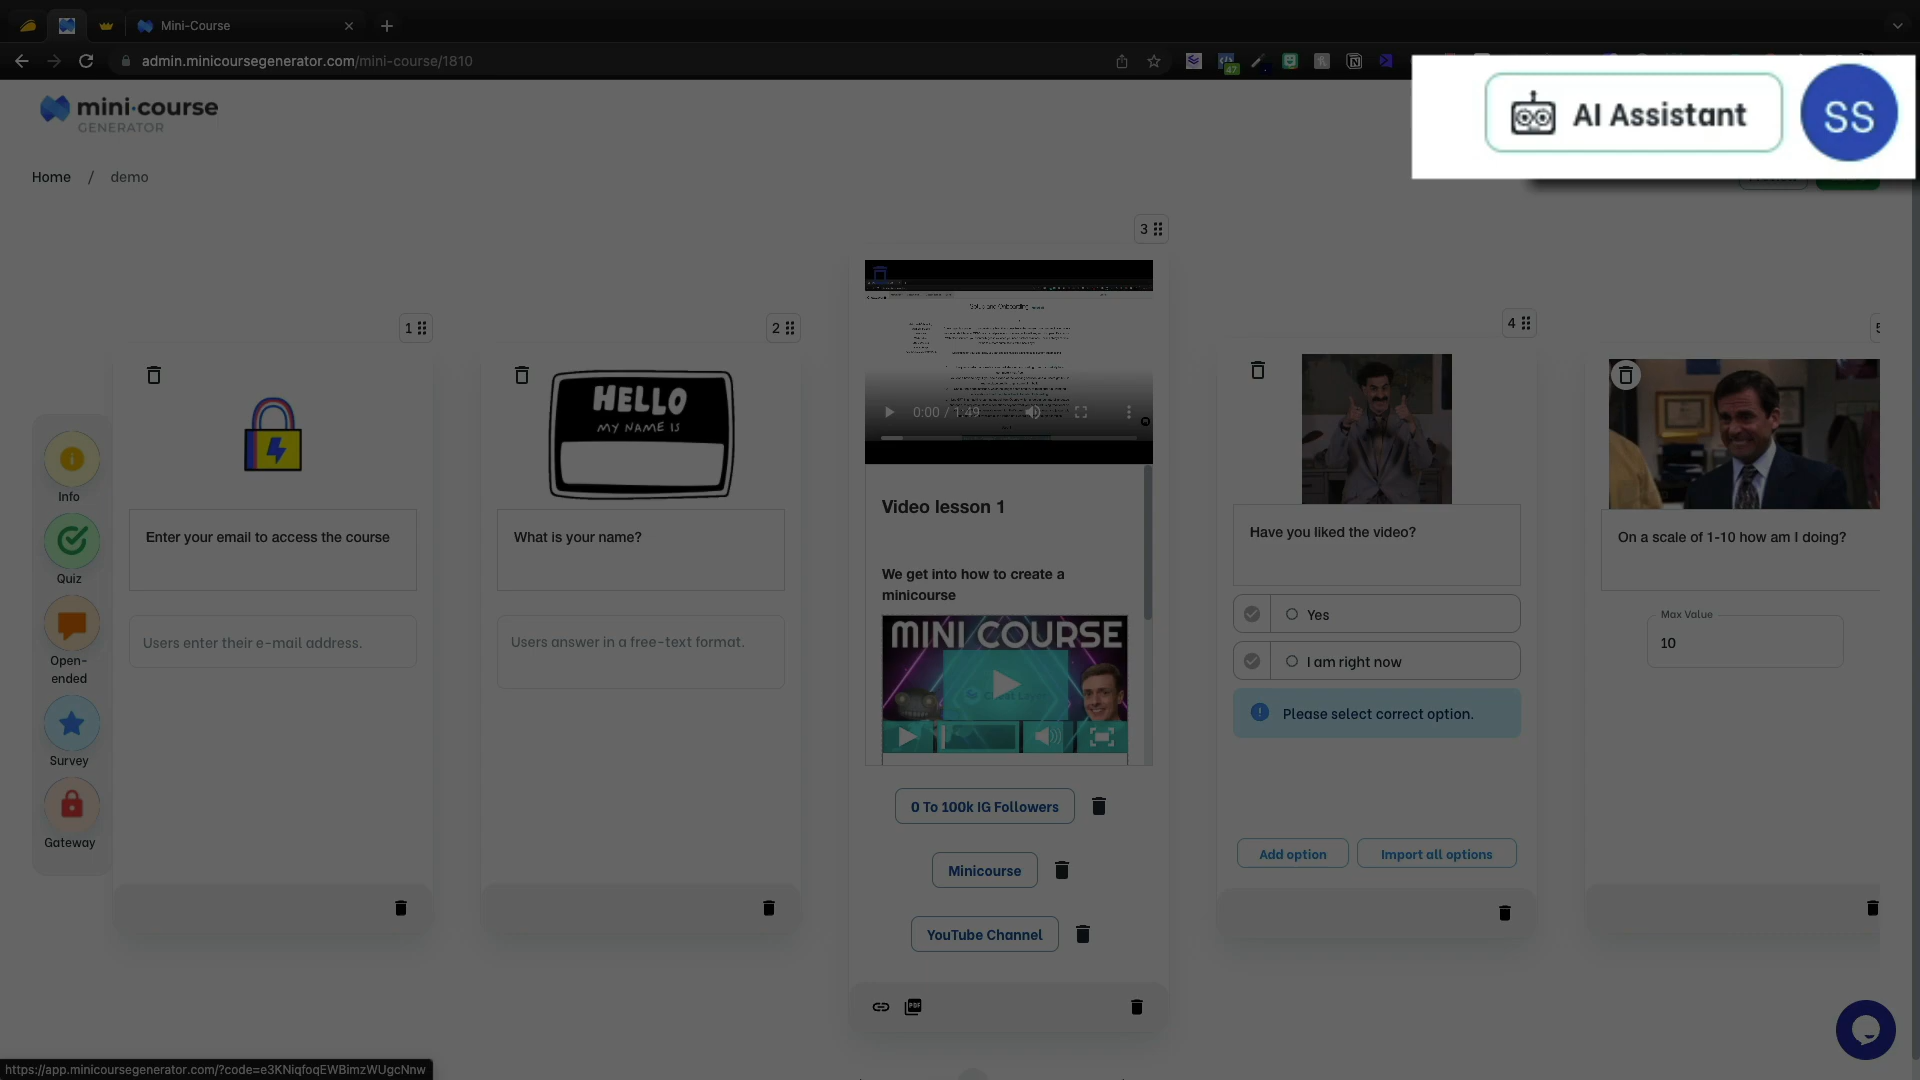 Mini-Course
admin.minicoursegenerator.com/mini-course/1810
47
mini·course
GENERATOR
AI Assistant
SS
Home / demo
1
2
3
4
5
Info
Quiz
Open-
ended
Survey
Gateway
Enter your email to access the course
Users enter their e-mail address.
HELLO
MY NAME IS
What is your name?
Users answer in a free-text format.
0:00 / 1:49
Video lesson 1
We get into how to create a
minicourse
MINI COURSE
0 To 100k IG Followers
Minicourse
YouTube Channel
PDF
Have you liked the video?
Yes
I am right now
Please select correct option.
Add option
Import all options
On a scale of 1-10 how am I doing?
Max Value
10
https://app.minicoursegenerator.com/?code=e3KNiqfoqEWBimzWUgcNnw